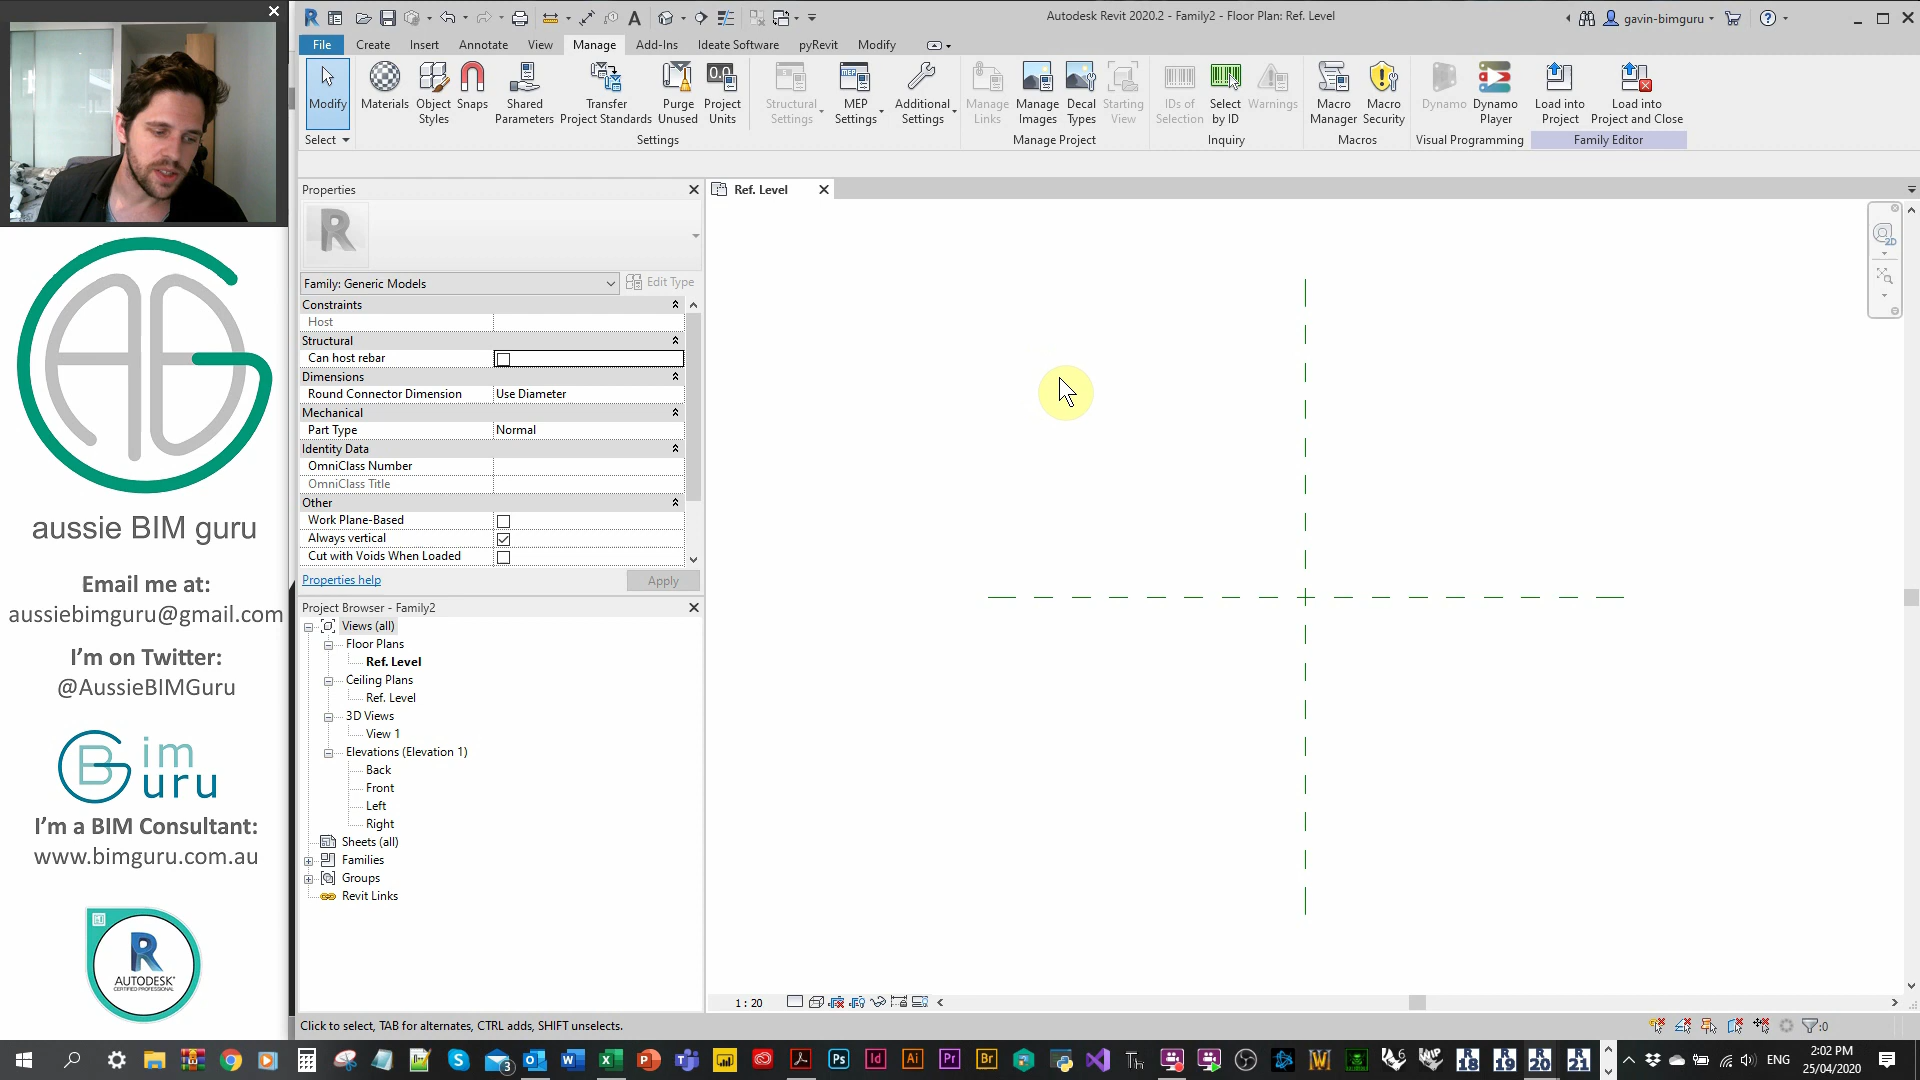 Autodesk Revit 2020.2 - Family2 - Floor Plan: Ref. Level
gavin-bimguru
File Create Insert Annotate View Manage Add-Ins Ideate Software pyRevit Modify
Modify
Materials
Object Styles
Snaps
Shared Parameters
Transfer Project Standards
Purge Unused
Project Units
Structural Settings
MEP Settings
Additional Settings
Manage Links
Manage Images
Decal Types
Starting View
IDs of Selection
Select by ID
Warnings
Macro Manager
Macro Security
Dynamo
Dynamo Player
Load into Project
Load into Project and Close
Select
Settings
Manage Project
Inquiry
Macros
Visual Programming
Family Editor
Properties
R
Family: Generic Models
Edit Type
Constraints
Host
Structural
Can host rebar
Dimensions
Round Connector Dimension Use Diameter
Mechanical
Part Type Normal
Identity Data
OmniClass Number
OmniClass Title
Other
Work Plane-Based
Always vertical
Cut with Voids When Loaded
Properties help
Apply
Project Browser - Family2
Views (all)
Floor Plans
Ref. Level
Ceiling Plans
Ref. Level
3D Views
View 1
Elevations (Elevation 1)
Back
Front
Left
Right
Sheets (all)
Families
Groups
Revit Links
Ref. Level
2D
1 : 20
Click to select, TAB for alternates, CTRL adds, SHIFT unselects.
:0
aussie BIM guru
Email me at:
aussiebimguru@gmail.com
I'm on Twitter:
@AussieBIMGuru
Bim
Guru
I'm a BIM Consultant:
www.bimguru.com.au
R
AUTODESK
CERTIFIED PROFESSIONAL
ENG
2:02 PM
25/04/2020